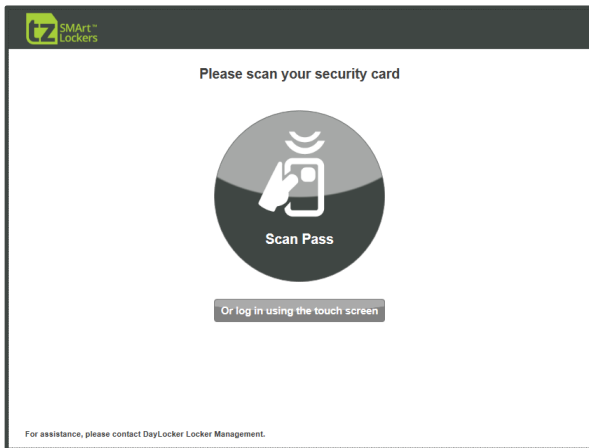 tz SMArt™
Lockers
Please scan your security card
Scan Pass
Or log in using the touch screen
For assistance, please contact DayLocker Locker Management.